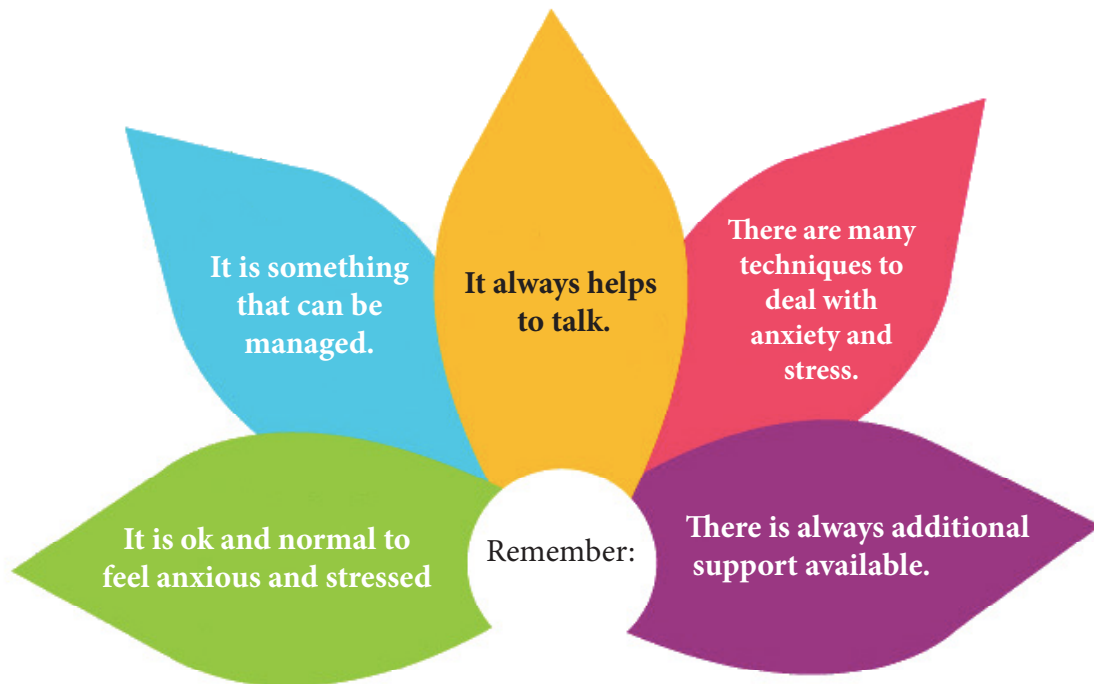 Remember:
It is ok and normal to
feel anxious and stressed
It is something
that can be
managed.
It always helps
to talk.
There are many
techniques to
deal with
anxiety and
stress.
There is always additional
support available.